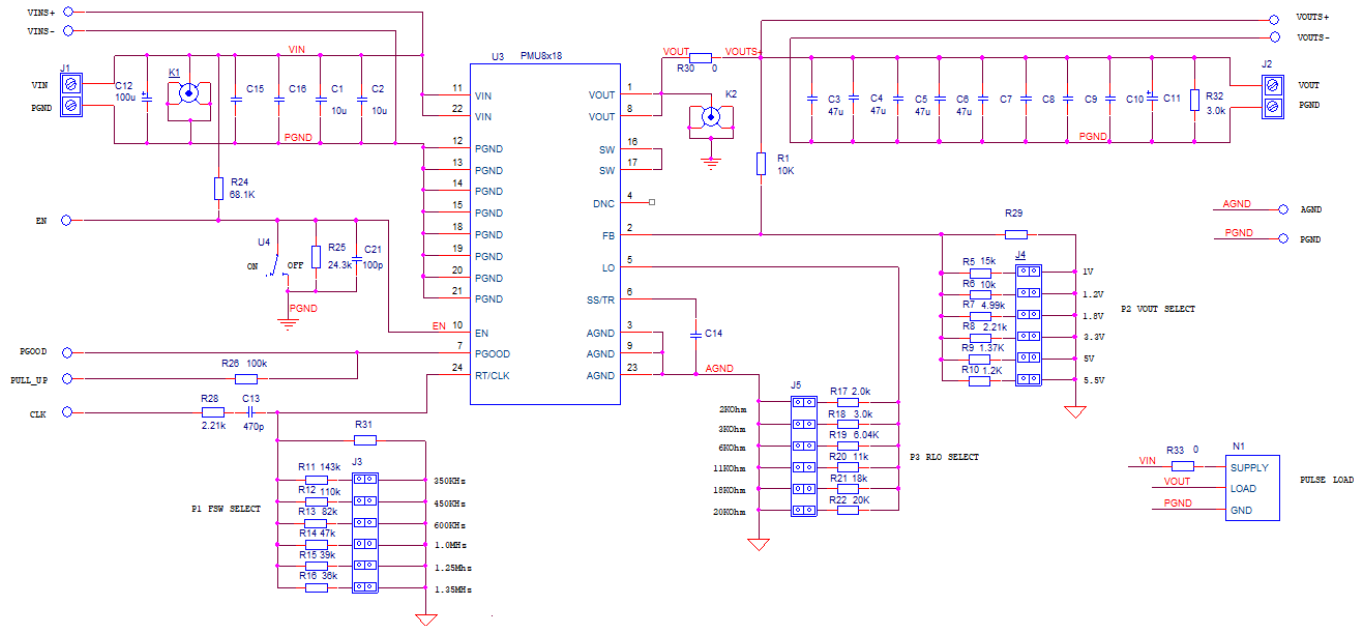 VINS+
VINS-
VOUTS+
VOUTS-
U3 PMU8x18
VIN
VOUT
VOUTS+
R30 0
J1
VIN
PGND
C12
100u
K1
C15
C16
C1
10u
C2
10u
PGND
11 VIN
22 VIN
12 PGND
13 PGND
14 PGND
15 PGND
18 PGND
19 PGND
20 PGND
21 PGND
EN 10 EN
7 PGOOD
24 RT/CLK
VOUT 1
VOUT 8
SW 16
SW 17
DNC 4
FB 2
LO 5
SS/TR 6
AGND 3
AGND 9
AGND 23
K2
C3
47u
C4
47u
C5
47u
C6
47u
C7
C8
C9
C10
C11
R32
3.0k
PGND
J2
VOUT
PGND
R1
10K
R24
68.1K
EN
U4
ON
OFF
R25
24.3k
C21
100p
PGND
PGOOD
PULL_UP
R26 100k
CLK
R28
2.21k
C13
470p
R31
J3
R11 143k
350KHs
R12 110k
450KHs
R13 82k
600KHs
R14 47k
1.0MHs
R15 39k
1.25Mhs
R16 36k
1.35MHs
P1 FSW SELECT
C14
AGND
J5
R17 2.0k
2KOhm
R18 3.0k
3KOhm
R19 6.04K
6KOhm
R20 11k
11KOhm
R21 18k
18KOhm
R22 20K
20KOhm
P3 RLO SELECT
R29
J4
R5 15k
1V
R6 10k
1.2V
R7 4.99k
1.8V
R8 2.21k
3.3V
R9 1.37K
5V
R10 1.2K
5.5V
P2 VOUT SELECT
AGND
AGND
PGND
PGND
N1
VIN
R33 0
SUPPLY
VOUT
LOAD
PGND
GND
PULSE LOAD